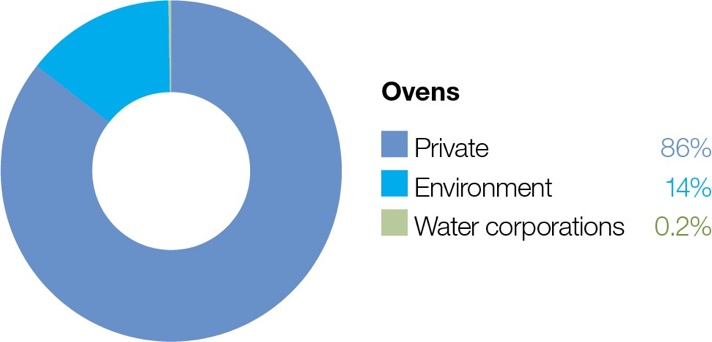 Ovens
Private 86%
Environment 14%
Water corporations 0.2%